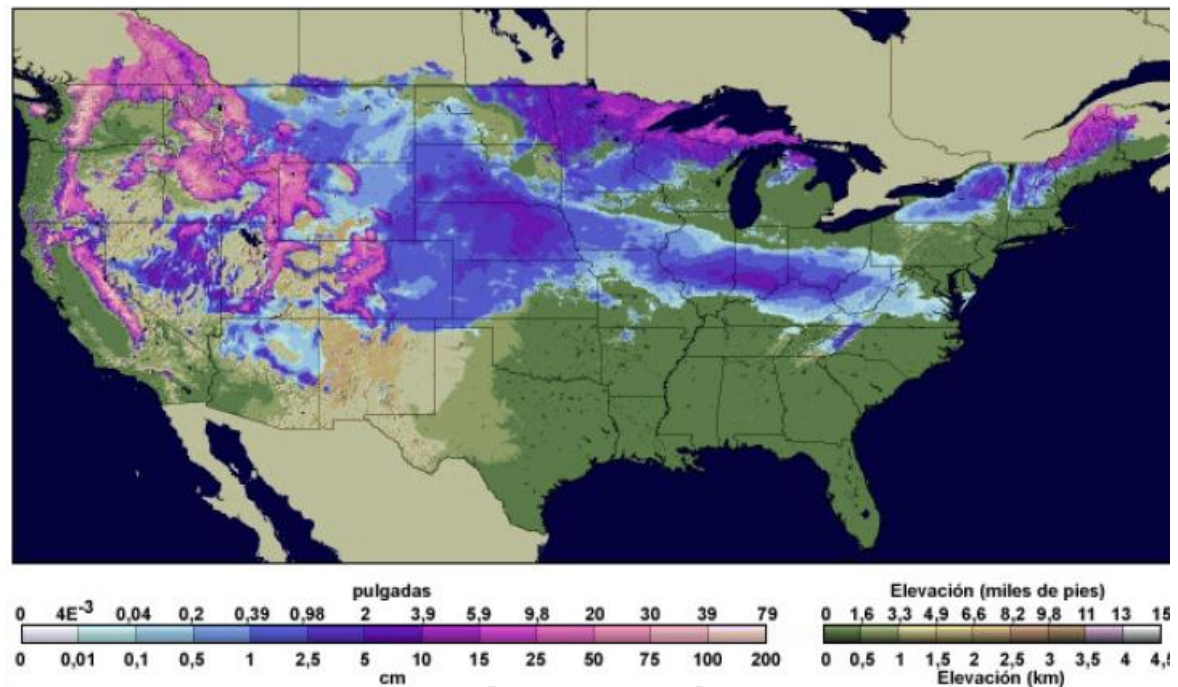 pulgadas
0 4E-3 0,04 0,2 0,39 0,98 2 3,9 5,9 9,8 20 30 39 79
0 0,01 0,1 0,5 1 2,5 5 10 15 25 50 75 100 200
cm
Elevación (miles de pies)
0 1,6 3,3 4,9 6,6 8,2 9,8 11 13 15
0 0,5 1 1,5 2 2,5 3 3,5 4 4,5
Elevación (km)